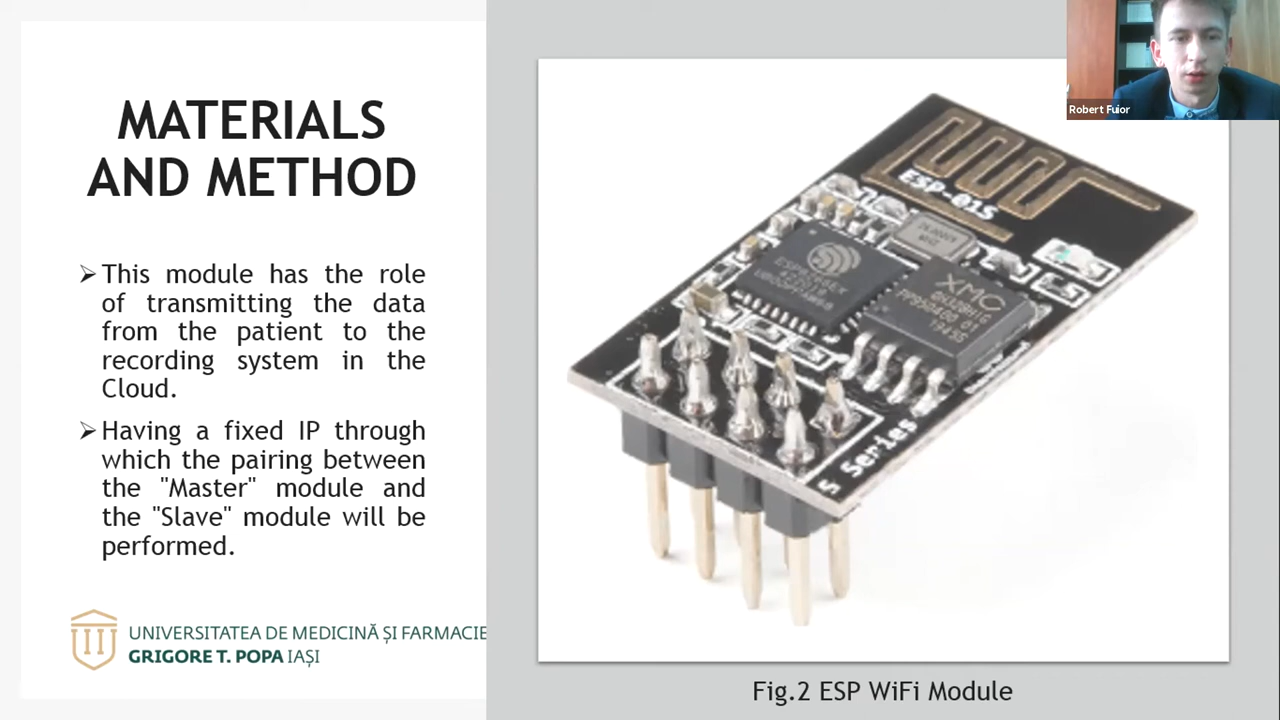 MATERIALS
AND METHOD
➢This module has the role
of transmitting the data
from the patient to the
recording system in the
Cloud.
➢Having a fixed IP through
which the pairing between
the "Master" module and
the "Slave" module will be
performed.
UNIVERSITATEA DE MEDICINĂ ȘI FARMACIE
GRIGORE T. POPA IAȘI
Robert Fuior
ESP-01S
XMC
Series
Fig.2 ESP WiFi Module